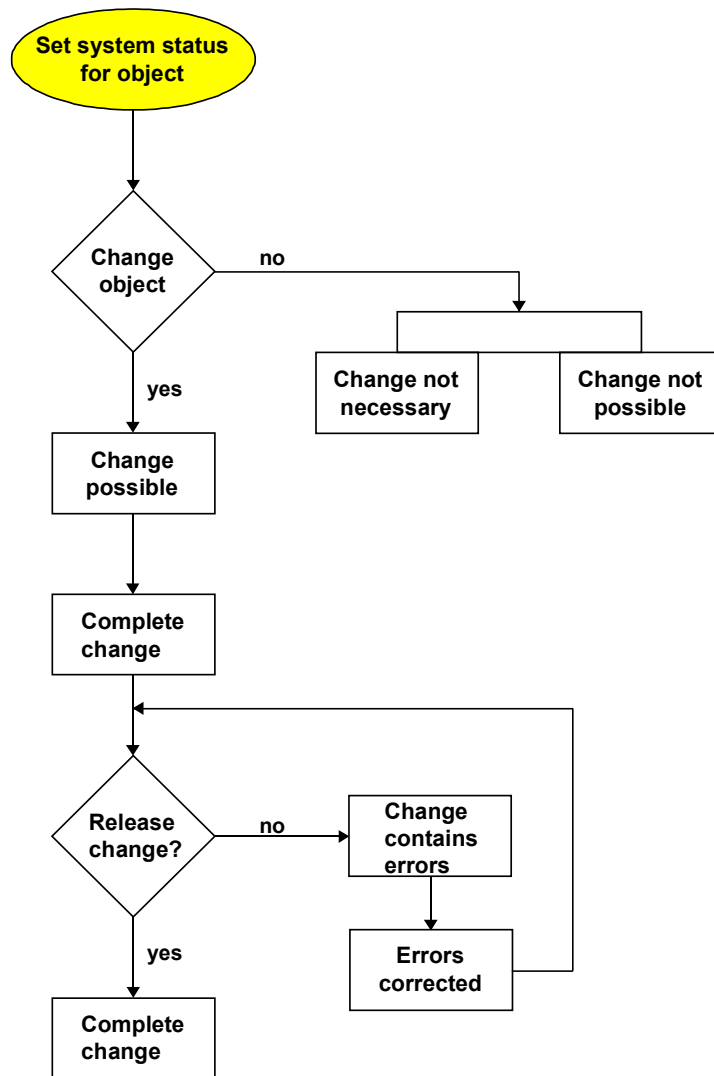 Set system status
for object
Change
object
no
yes
Change not
necessary
Change not
possible
Change
possible
Complete
change
Release
change?
no
Change
contains
errors
yes
Errors
corrected
Complete
change